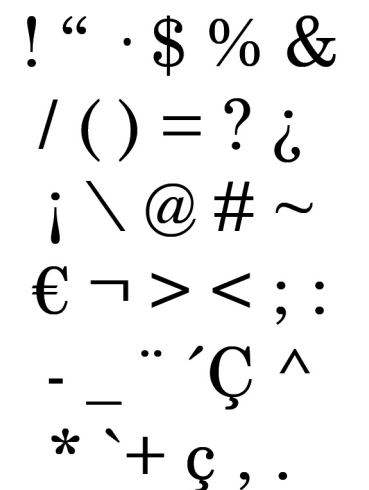 ! “ · $ % &
/ ( ) = ? ¿
¡ \ @ # ~
€ ¬ > < ; :
- _ ¨ ´Ç ^
* `+ ç , .